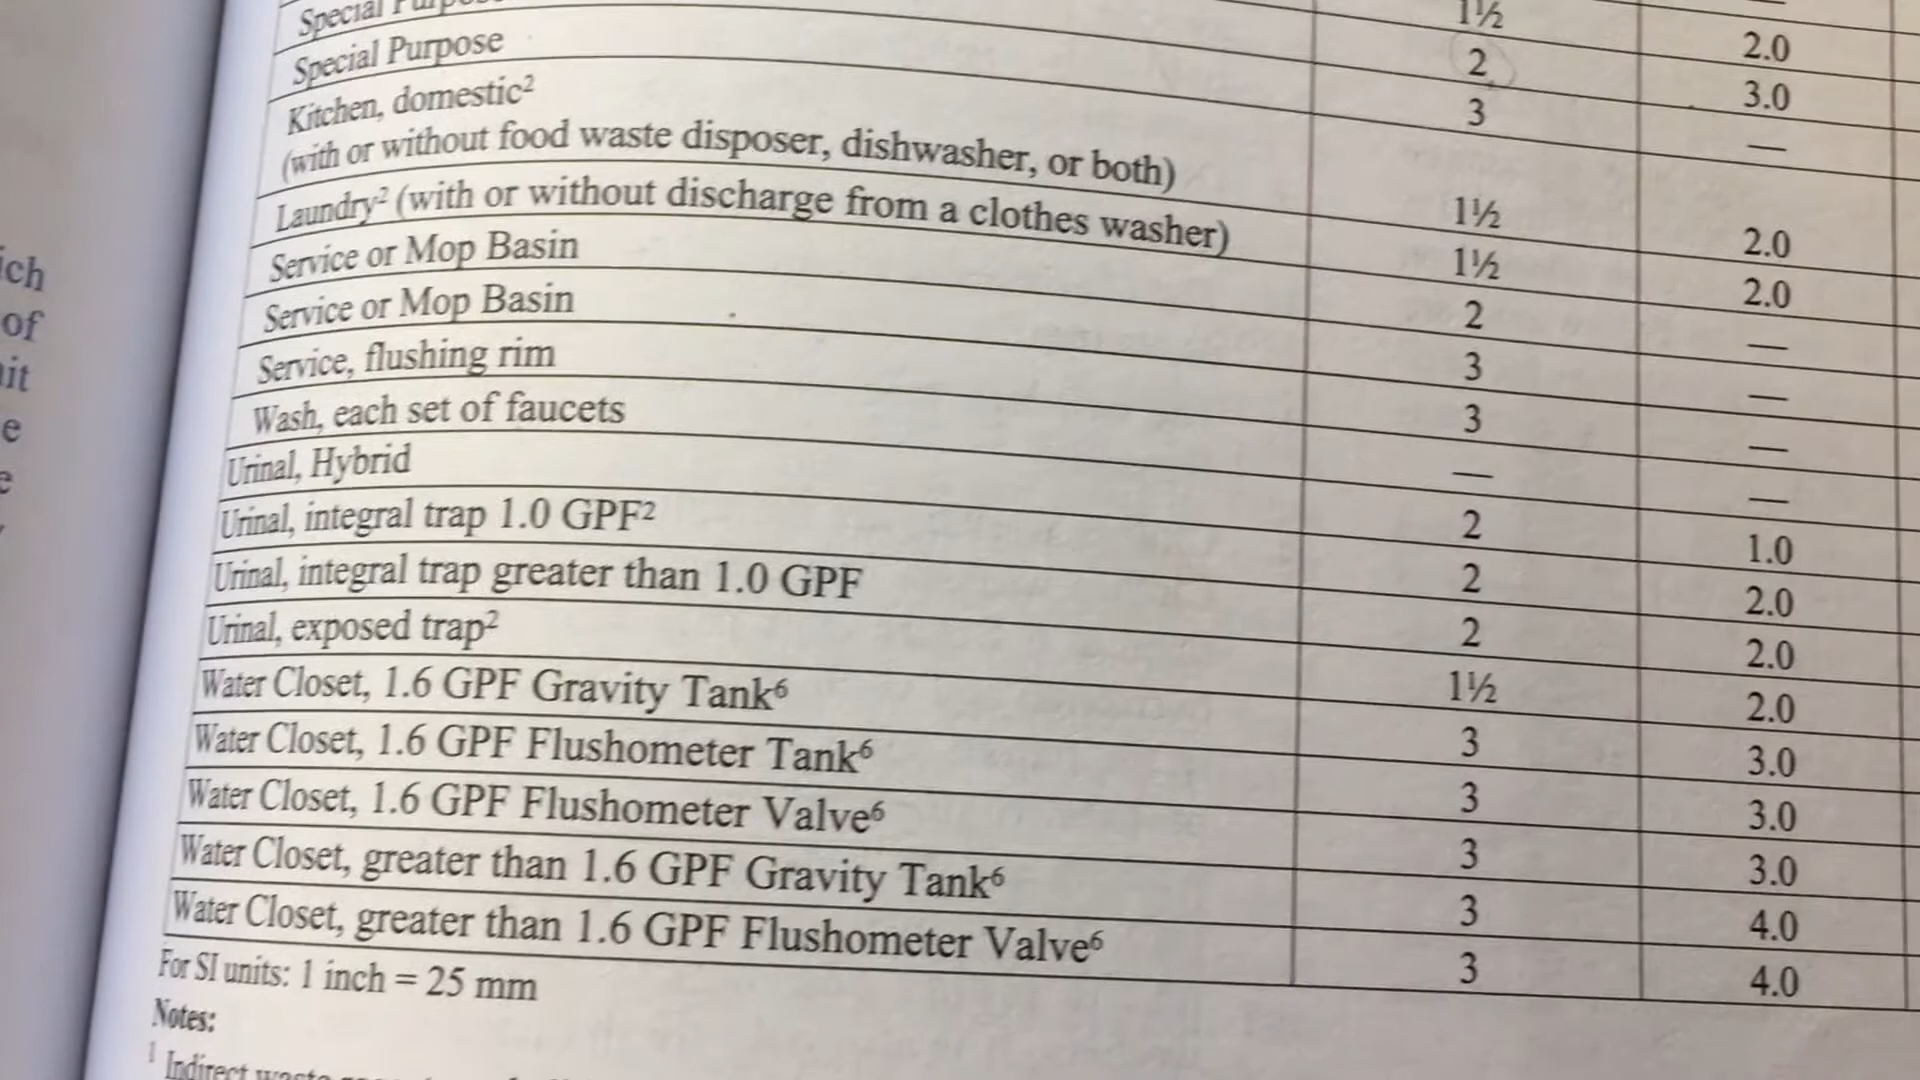 1½ 2.0
Special 2 3.0
Special Purpose 3 —
Kitchen, domestic²
(with or without food waste disposer, dishwasher, or both) 1½ 2.0
Laundry² (with or without discharge from a clothes washer) 1½ 2.0
Service or Mop Basin 2 —
Service or Mop Basin 3 —
Service, flushing rim 3 —
Wash, each set of faucets — —
Urinal, Hybrid 2 1.0
Urinal, integral trap 1.0 GPF² 2 2.0
Urinal, integral trap greater than 1.0 GPF 2 2.0
Urinal, exposed trap² 1½ 2.0
Water Closet, 1.6 GPF Gravity Tank⁶ 3 3.0
Water Closet, 1.6 GPF Flushometer Tank⁶ 3 3.0
Water Closet, 1.6 GPF Flushometer Valve⁶ 3 3.0
Water Closet, greater than 1.6 GPF Gravity Tank⁶ 3 4.0
Water Closet, greater than 1.6 GPF Flushometer Valve⁶ 3 4.0
For SI units: 1 inch = 25 mm
Notes:
¹ Indirect waste